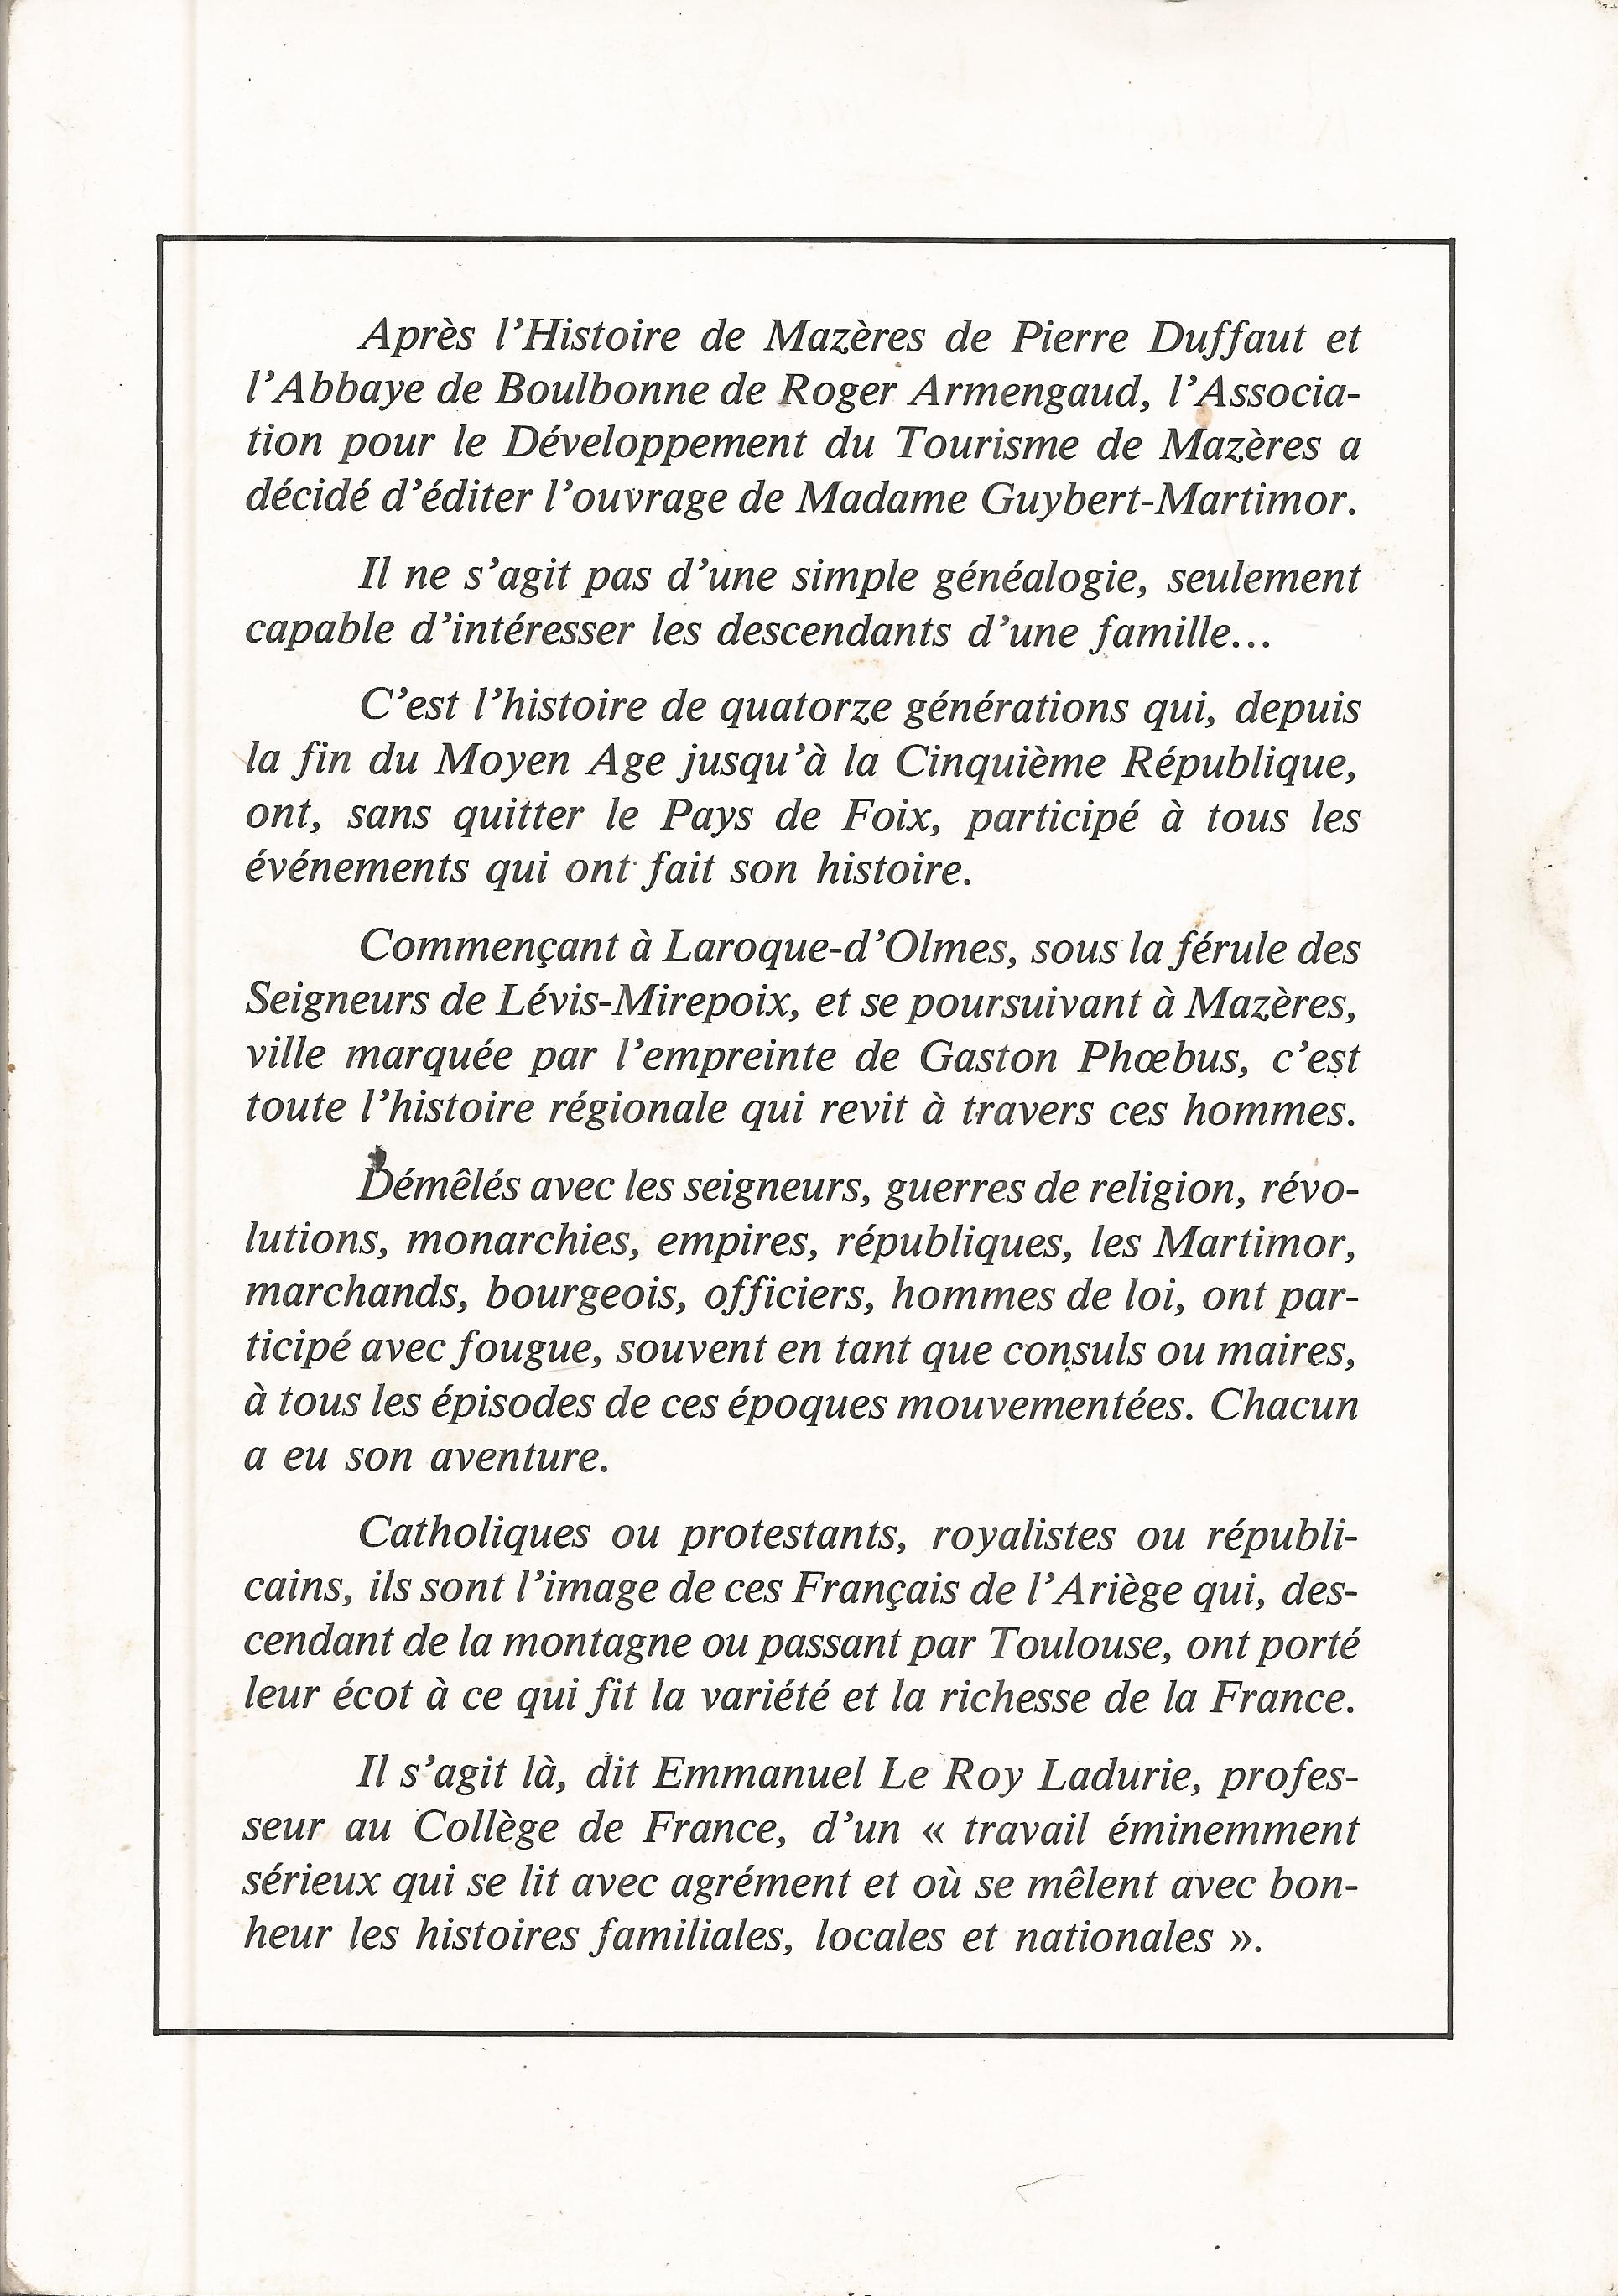 Après l’Histoire de Mazères de Pierre Duffaut et
l’Abbaye de Boulbonne de Roger Armengaud, l’Associa-
tion pour le Développement du Tourisme de Mazères a
décidé d’éditer l’ouvrage de Madame Guybert-Martimor.
Il ne s’agit pas d’une simple généalogie, seulement
capable d’intéresser les descendants d’une famille...
C’est l’histoire de quatorze générations qui, depuis
la fin du Moyen Age jusqu’à la Cinquième République,
ont, sans quitter le Pays de Foix, participé à tous les
événements qui ont fait son histoire.
Commençant à Laroque-d’Olmes, sous la férule des
Seigneurs de Lévis-Mirepoix, et se poursuivant à Mazères,
ville marquée par l’empreinte de Gaston Phœbus, c’est
toute l’histoire régionale qui revit à travers ces hommes.
Démêlés avec les seigneurs, guerres de religion, révo-
lutions, monarchies, empires, républiques, les Martimor,
marchands, bourgeois, officiers, hommes de loi, ont par-
ticipé avec fougue, souvent en tant que consuls ou maires,
à tous les épisodes de ces époques mouvementées. Chacun
a eu son aventure.
Catholiques ou protestants, royalistes ou républi-
cains, ils sont l’image de ces Français de l’Ariège qui, des-
cendant de la montagne ou passant par Toulouse, ont porté
leur écot à ce qui fit la variété et la richesse de la France.
Il s’agit là, dit Emmanuel Le Roy Ladurie, profes-
seur au Collège de France, d’un « travail éminemment
sérieux qui se lit avec agrément et où se mêlent avec bon-
heur les histoires familiales, locales et nationales ».